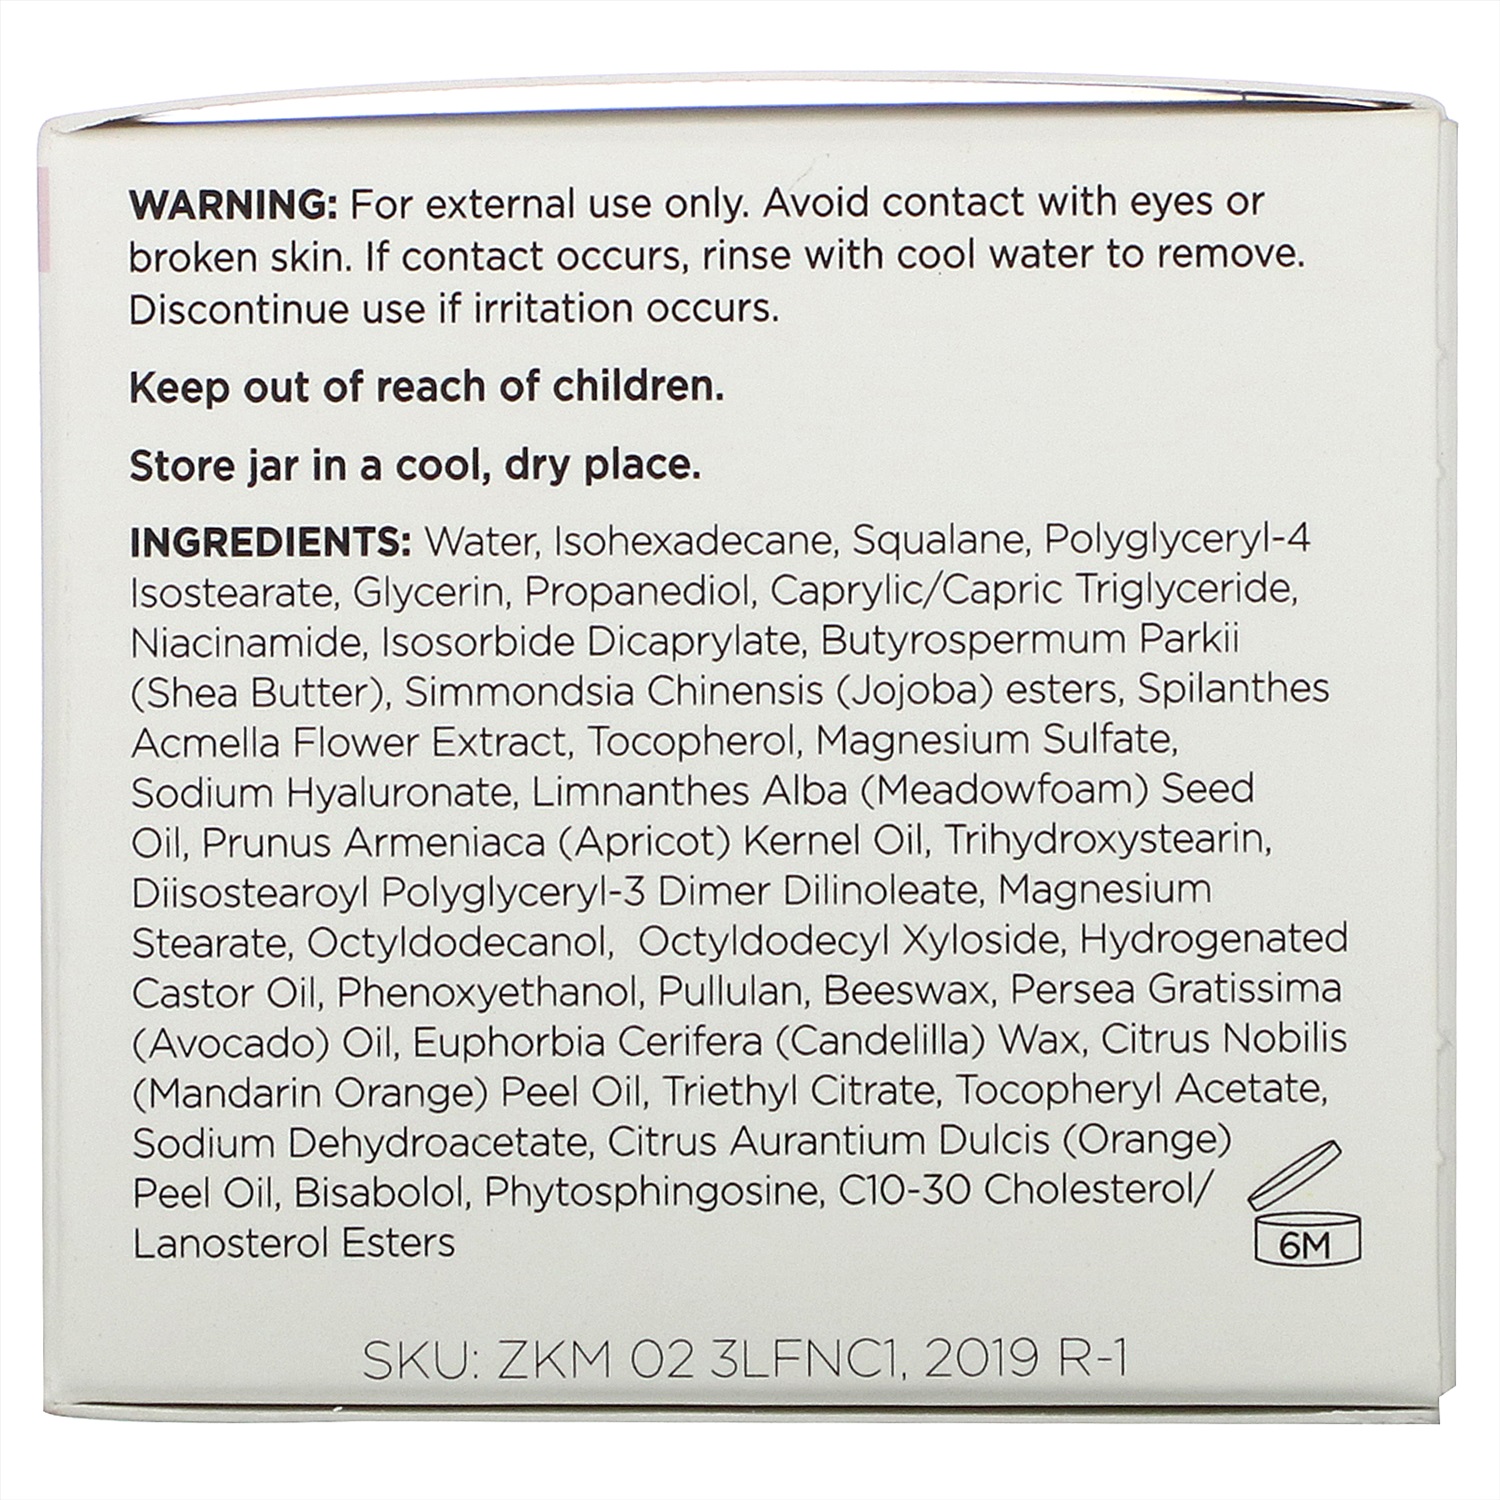 WARNING: For external use only. Avoid contact with eyes or
broken skin. If contact occurs, rinse with cool water to remove.
Discontinue use if irritation occurs.
Keep out of reach of children.
Store jar in a cool, dry place.
INGREDIENTS: Water, Isohexadecane, Squalane, Polyglyceryl-4
Isostearate, Glycerin, Propanediol, Caprylic/Capric Triglyceride,
Niacinamide, Isosorbide Dicaprylate, Butyrospermum Parkii
(Shea Butter), Simmondsia Chinensis (Jojoba) esters, Spilanthes
Acmella Flower Extract, Tocopherol, Magnesium Sulfate,
Sodium Hyaluronate, Limnanthes Alba (Meadowfoam) Seed
Oil, Prunus Armeniaca (Apricot) Kernel Oil, Trihydroxystearin,
Diisostearoyl Polyglyceryl-3 Dimer Dilinoleate, Magnesium
Stearate, Octyldodecanol, Octyldodecyl Xyloside, Hydrogenated
Castor Oil, Phenoxyethanol, Pullulan, Beeswax, Persea Gratissima
(Avocado) Oil, Euphorbia Cerifera (Candelilla) Wax, Citrus Nobilis
(Mandarin Orange) Peel Oil, Triethyl Citrate, Tocopheryl Acetate,
Sodium Dehydroacetate, Citrus Aurantium Dulcis (Orange)
Peel Oil, Bisabolol, Phytosphingosine, C10-30 Cholesterol/
Lanosterol Esters
6M
SKU: ZKM 02 3LFNC1, 2019 R-1